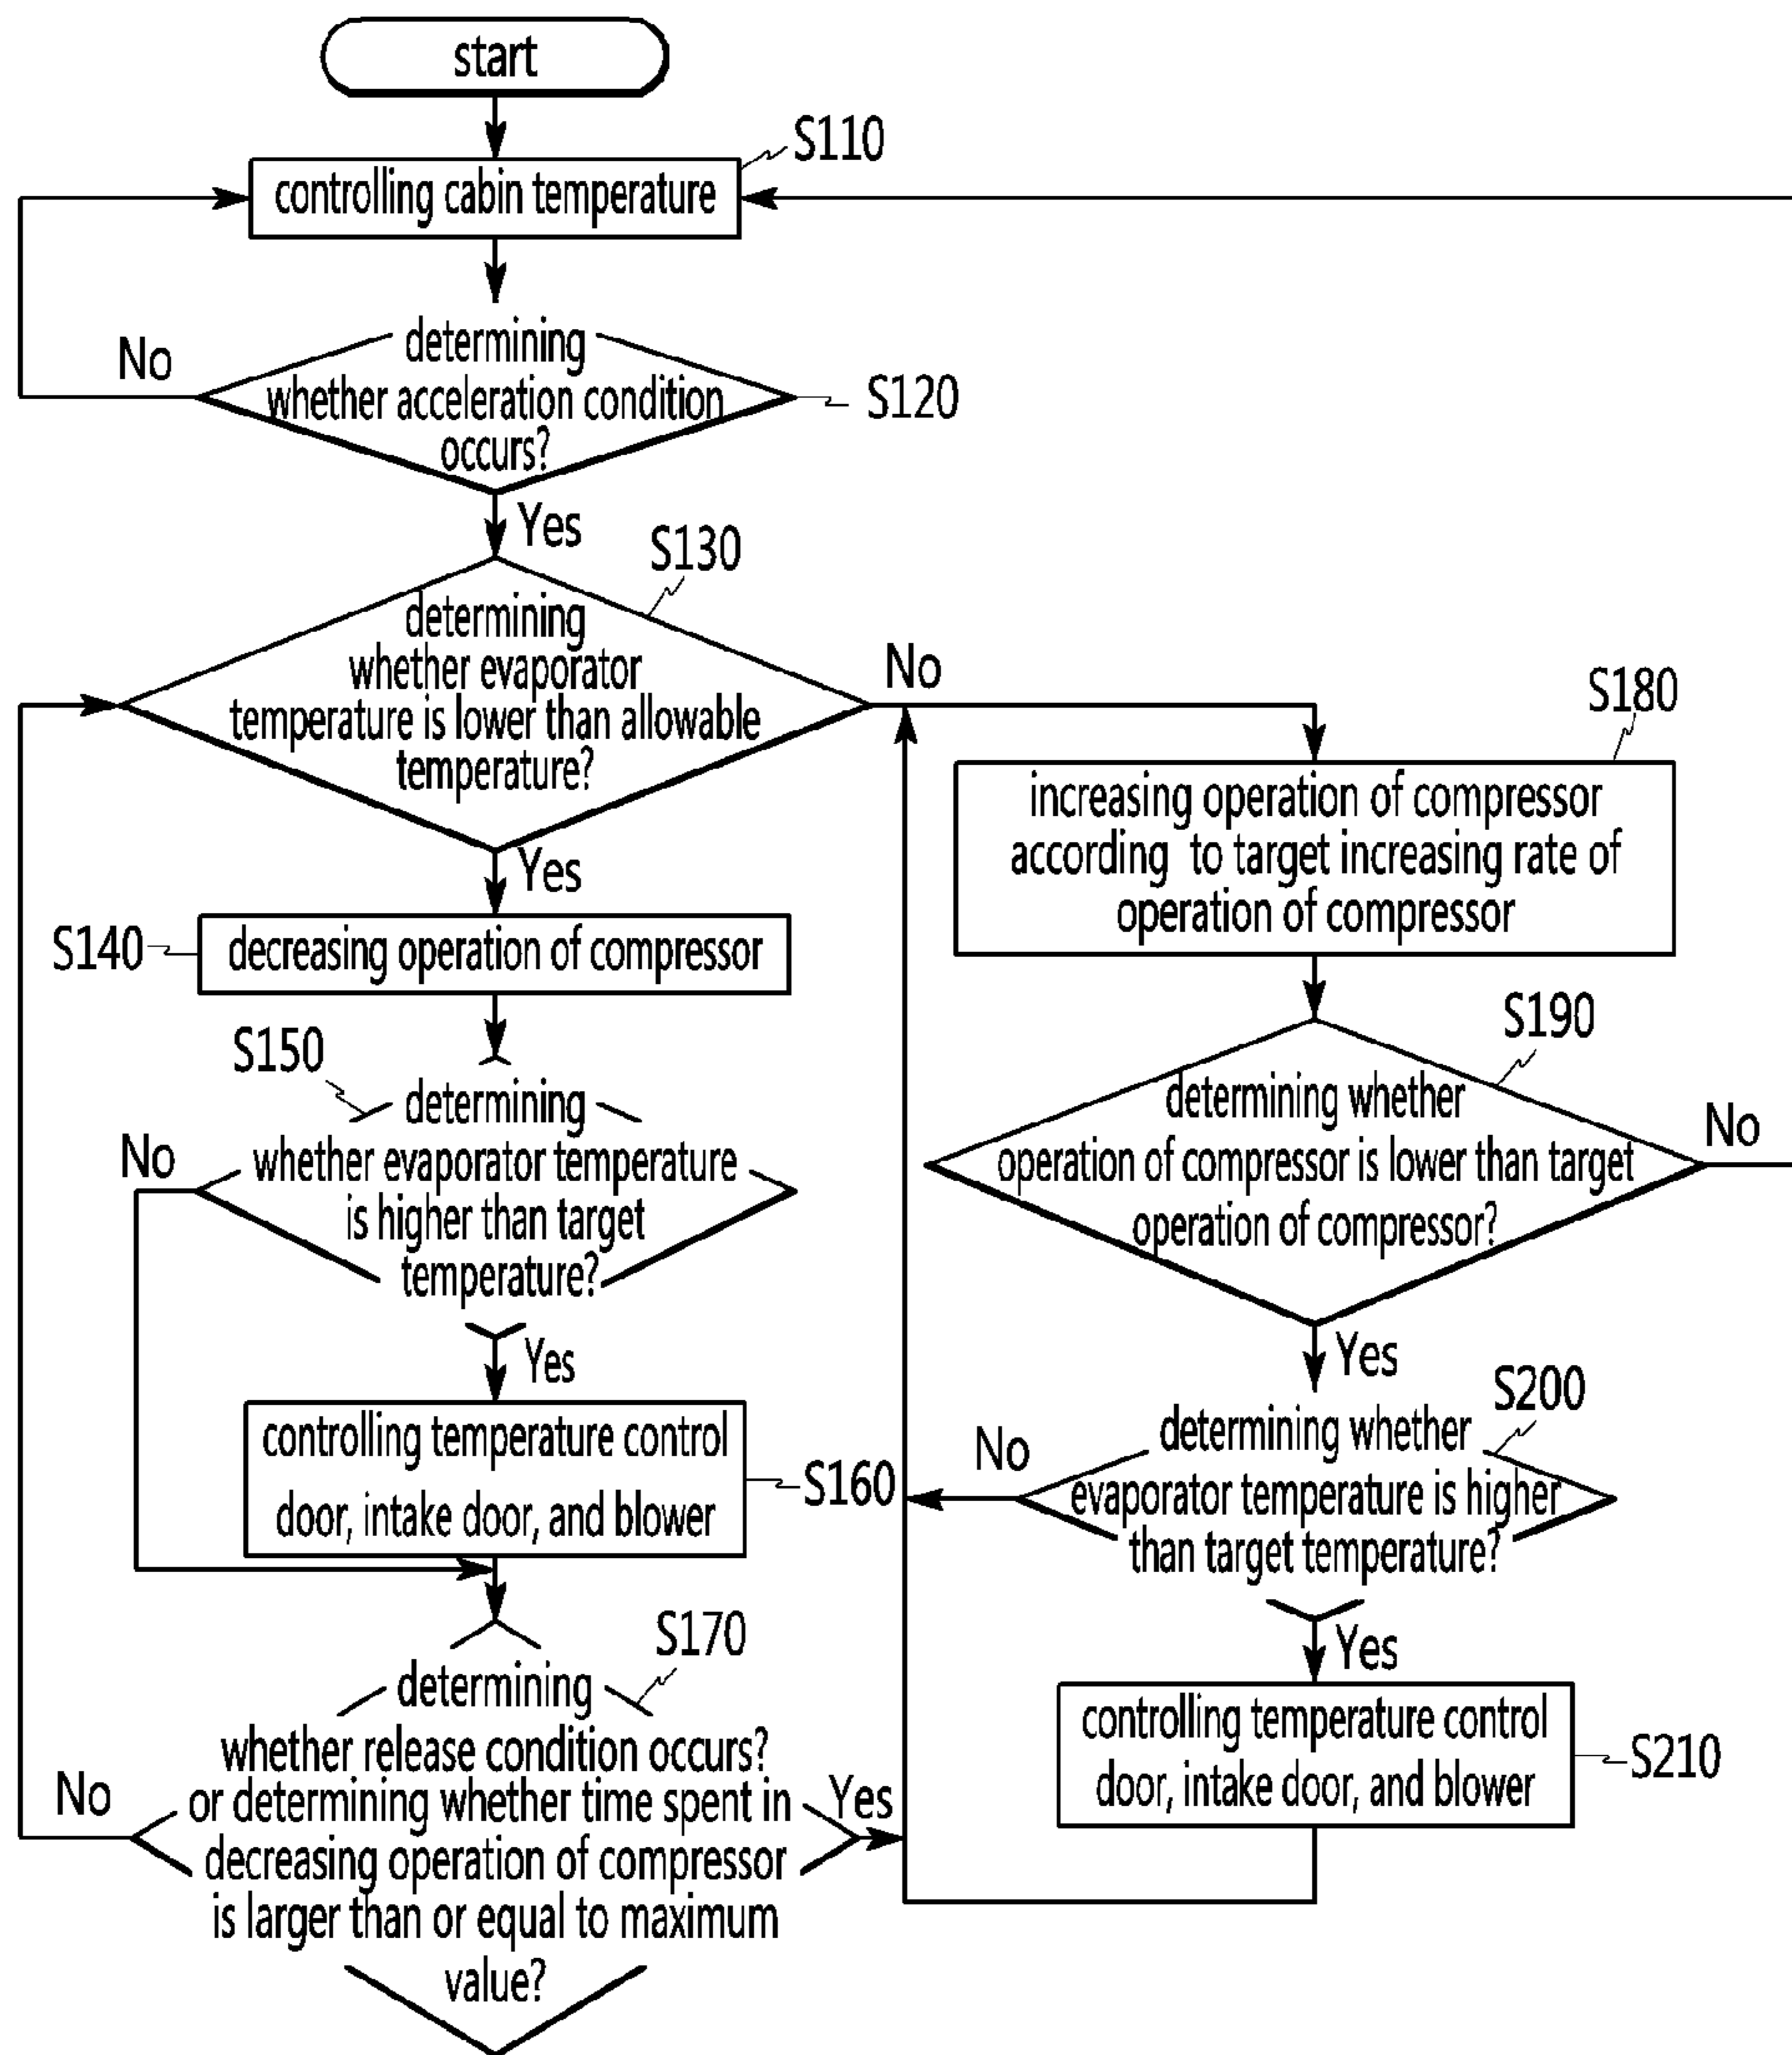 start
S110
controlling cabin temperature
No
determining
whether acceleration condition
occurs?
S120
Yes
S130
determining
whether evaporator
temperature is lower than allowable
temperature?
No
Yes
S140
decreasing operation of compressor
S150
determining
No
whether evaporator temperature
is higher than target
temperature?
Yes
controlling temperature control
door, intake door, and blower
S160
S170
determining
whether release condition occurs?
or determining whether time spent in
decreasing operation of compressor
is larger than or equal to maximum
value?
No
Yes
S180
increasing operation of compressor
according to target increasing rate of
operation of compressor
S190
determining whether
operation of compressor is lower than target
operation of compressor?
No
Yes
S200
determining whether
evaporator temperature is higher
than target temperature?
No
Yes
controlling temperature control
door, intake door, and blower
S210